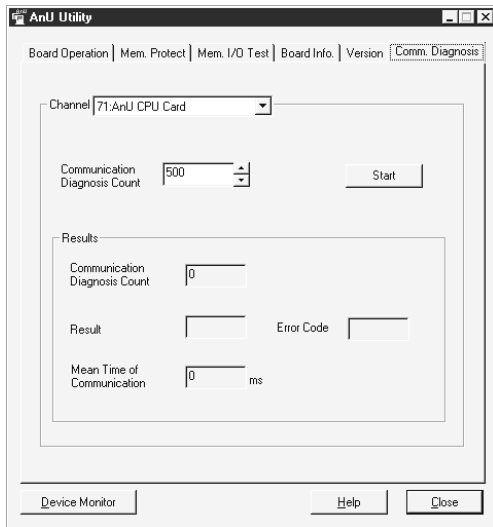 AnU AnU Utility
Board Operation Mem. Protect Mem. I/O Test Board Info. Version Comm. Diagnosis
Channel 71:AnU CPU Card
Communication
Diagnosis Count
500
Start
Results
Communication
Diagnosis Count
0
Result
Error Code
Mean Time of
Communication
0 ms
Device Monitor Help Close